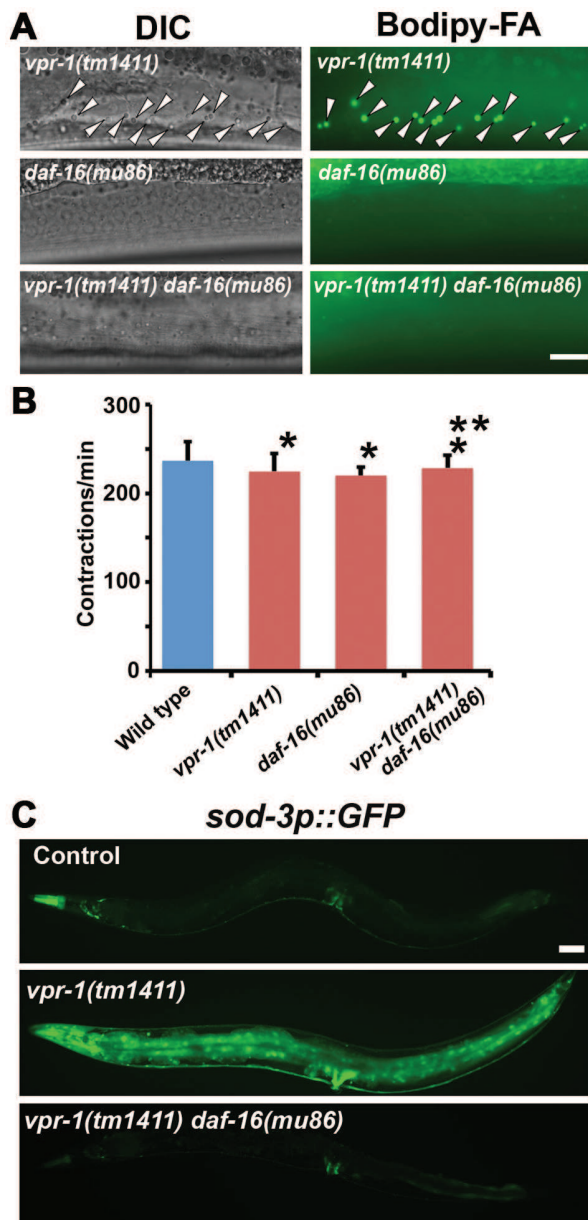 A
DIC
Bodipy-FA
vpr-1(tm1411)
vpr-1(tm1411)
daf-16(mu86)
daf-16(mu86)
vpr-1(tm1411) daf-16(mu86)
vpr-1(tm1411) daf-16(mu86)
B
Contractions/min
300
200
100
0
*
*
**
*
Wild type
vpr-1(tm1411)
daf-16(mu86)
vpr-1(tm1411)
daf-16(mu86)
C
sod-3p::GFP
Control
vpr-1(tm1411)
vpr-1(tm1411) daf-16(mu86)